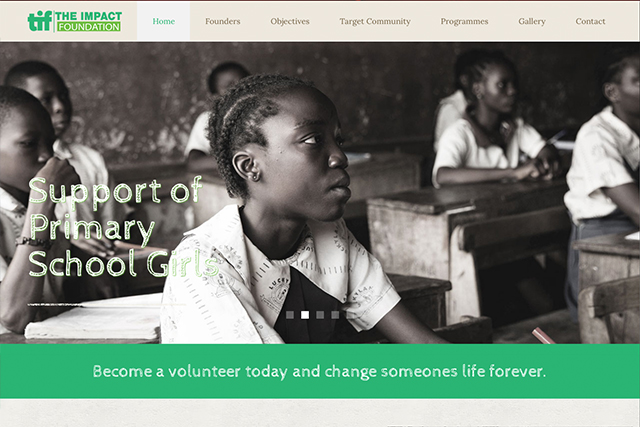 tif THE IMPACT
FOUNDATION
Home Founders Objectives Target Community Programmes Gallery Contact
Support of
Primary
School Girls
Become a volunteer today and change someones life forever.